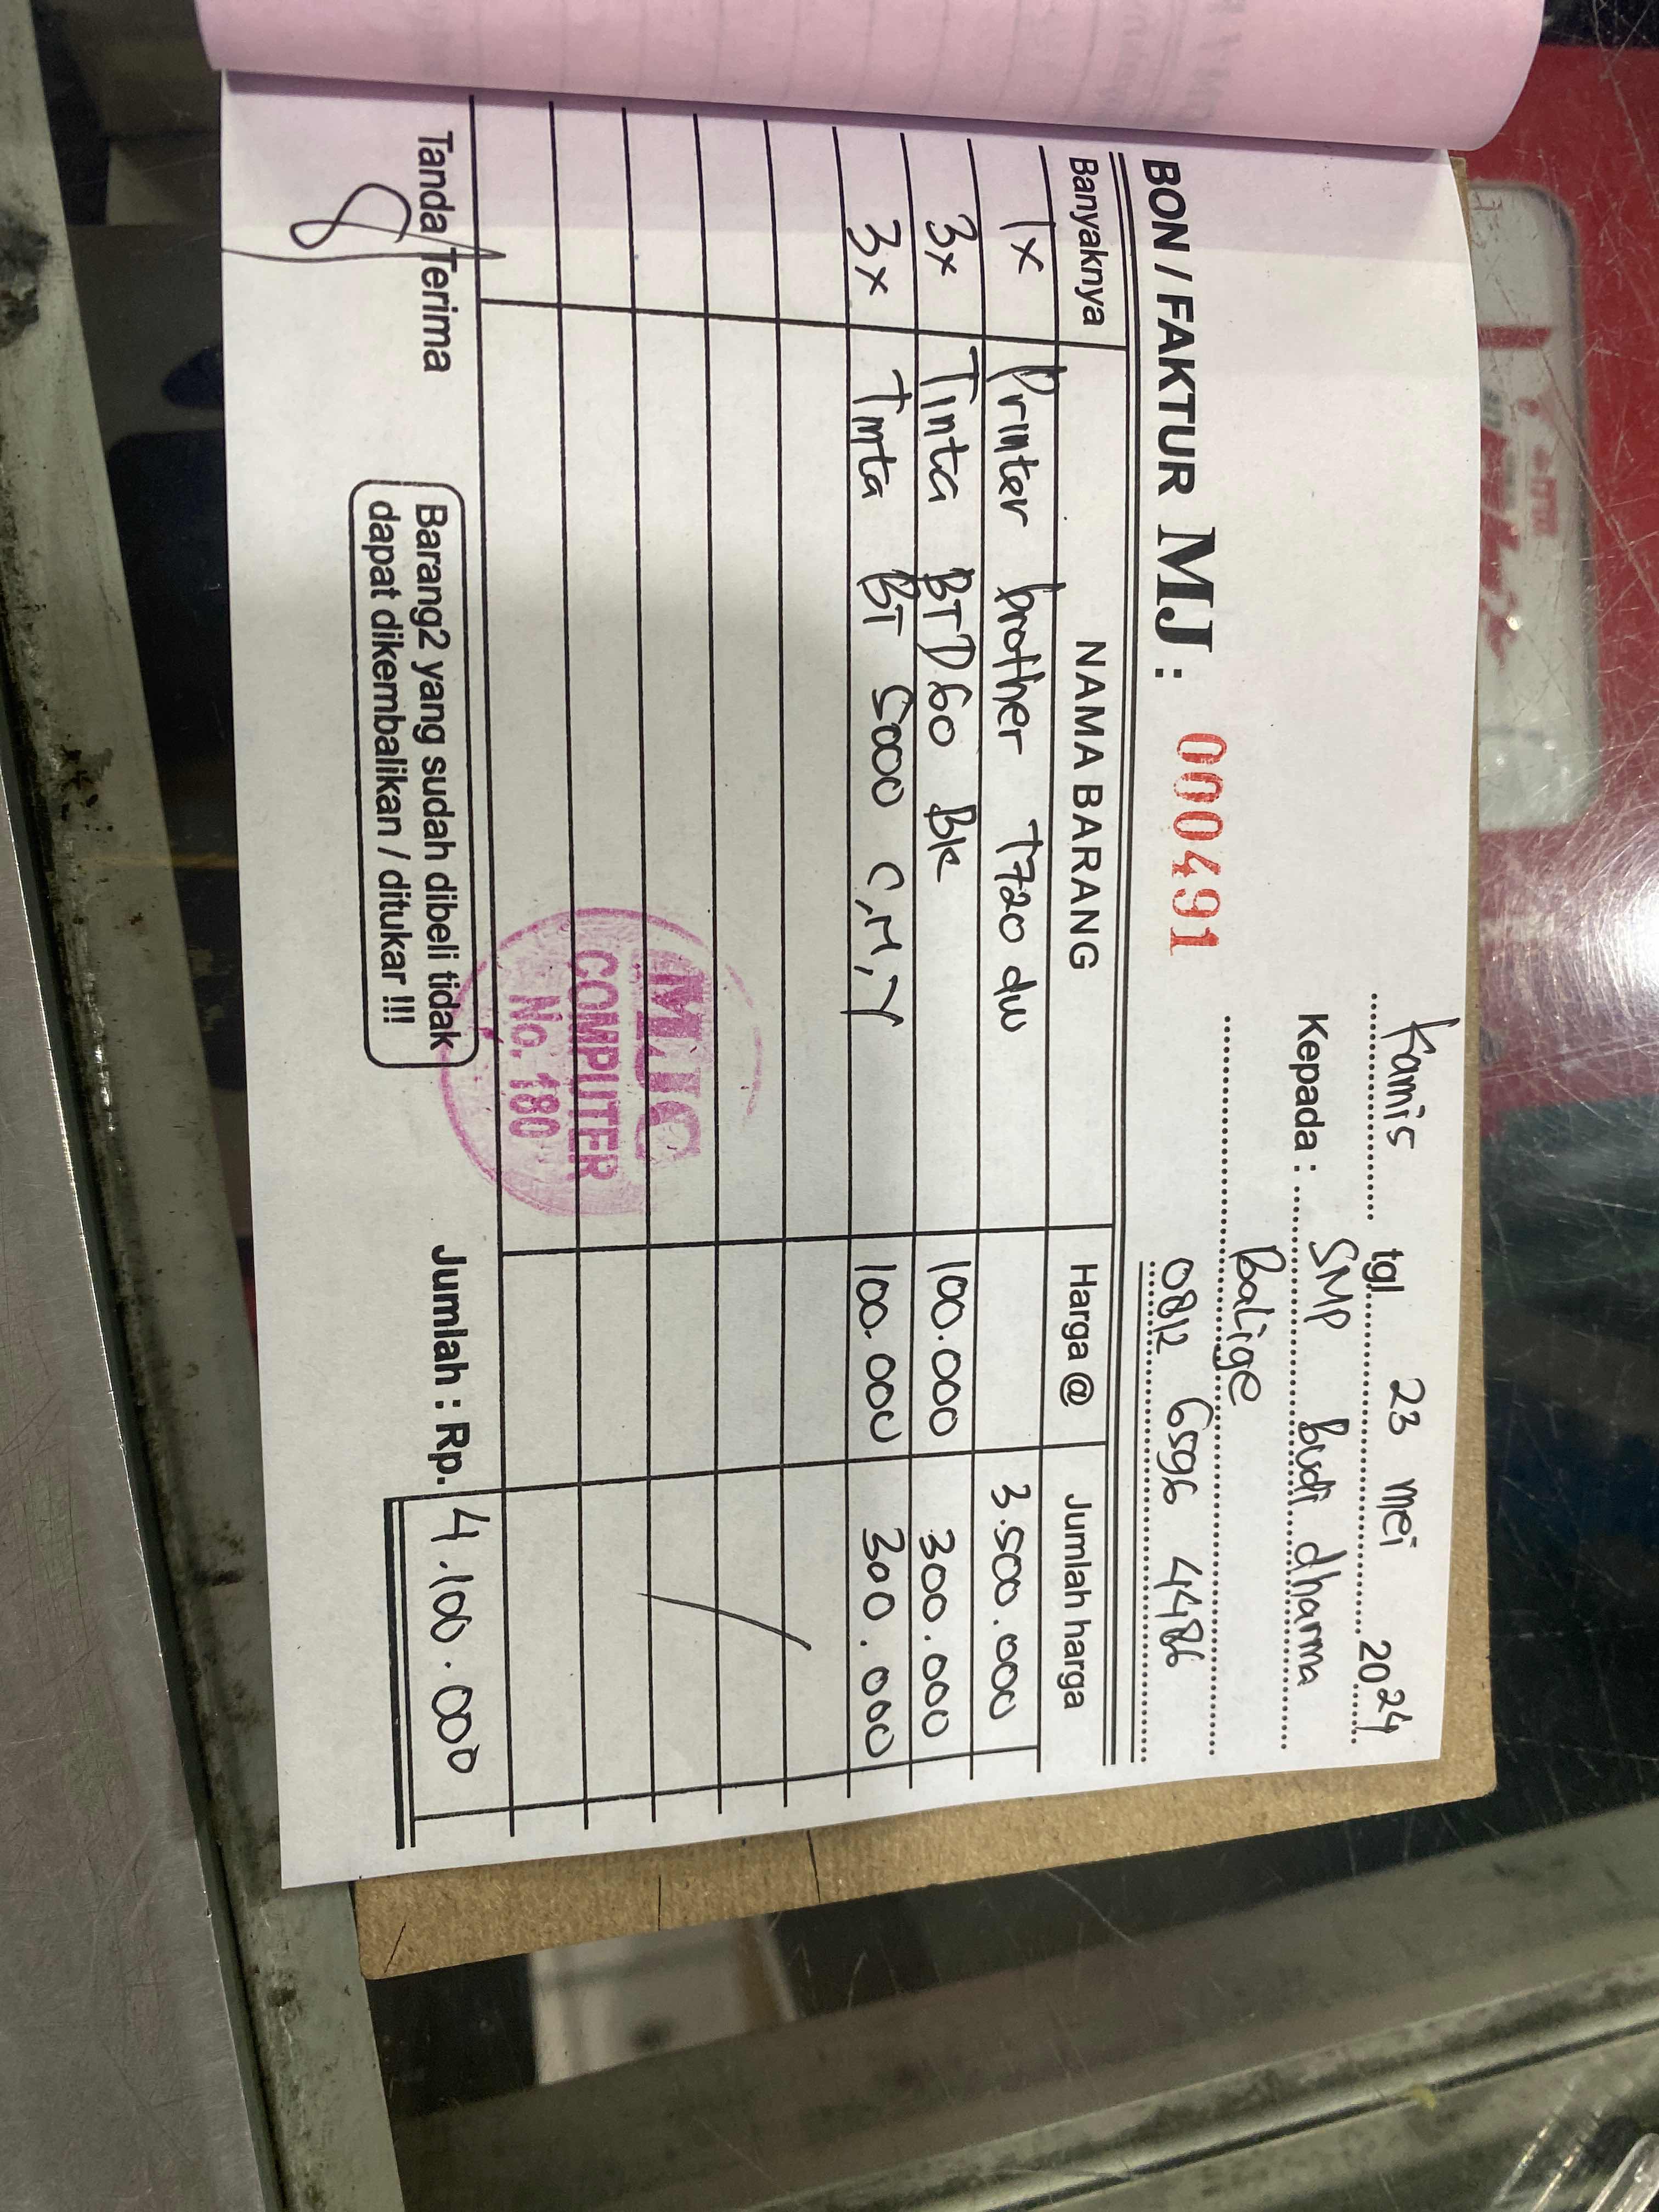 Kamis tgl. 23 mei 2024
Kepada : SMP Budi dharma
Balige
BON / FAKTUR MJ : 000491 0812 6596 4486
Banyaknya NAMA BARANG Harga @ Jumlah harga
1x Printer brother T720 dw 3.500.000
3x Tinta BTD60 BK 100.000 300.000
3x Tinta BT 5000 C,M,Y 100.000 300.000
MJC
COMPUTER
No. 180
Tanda Terima Jumlah : Rp. 4.100.000
Barang2 yang sudah dibeli tidak
dapat dikembalikan / ditukar !!!